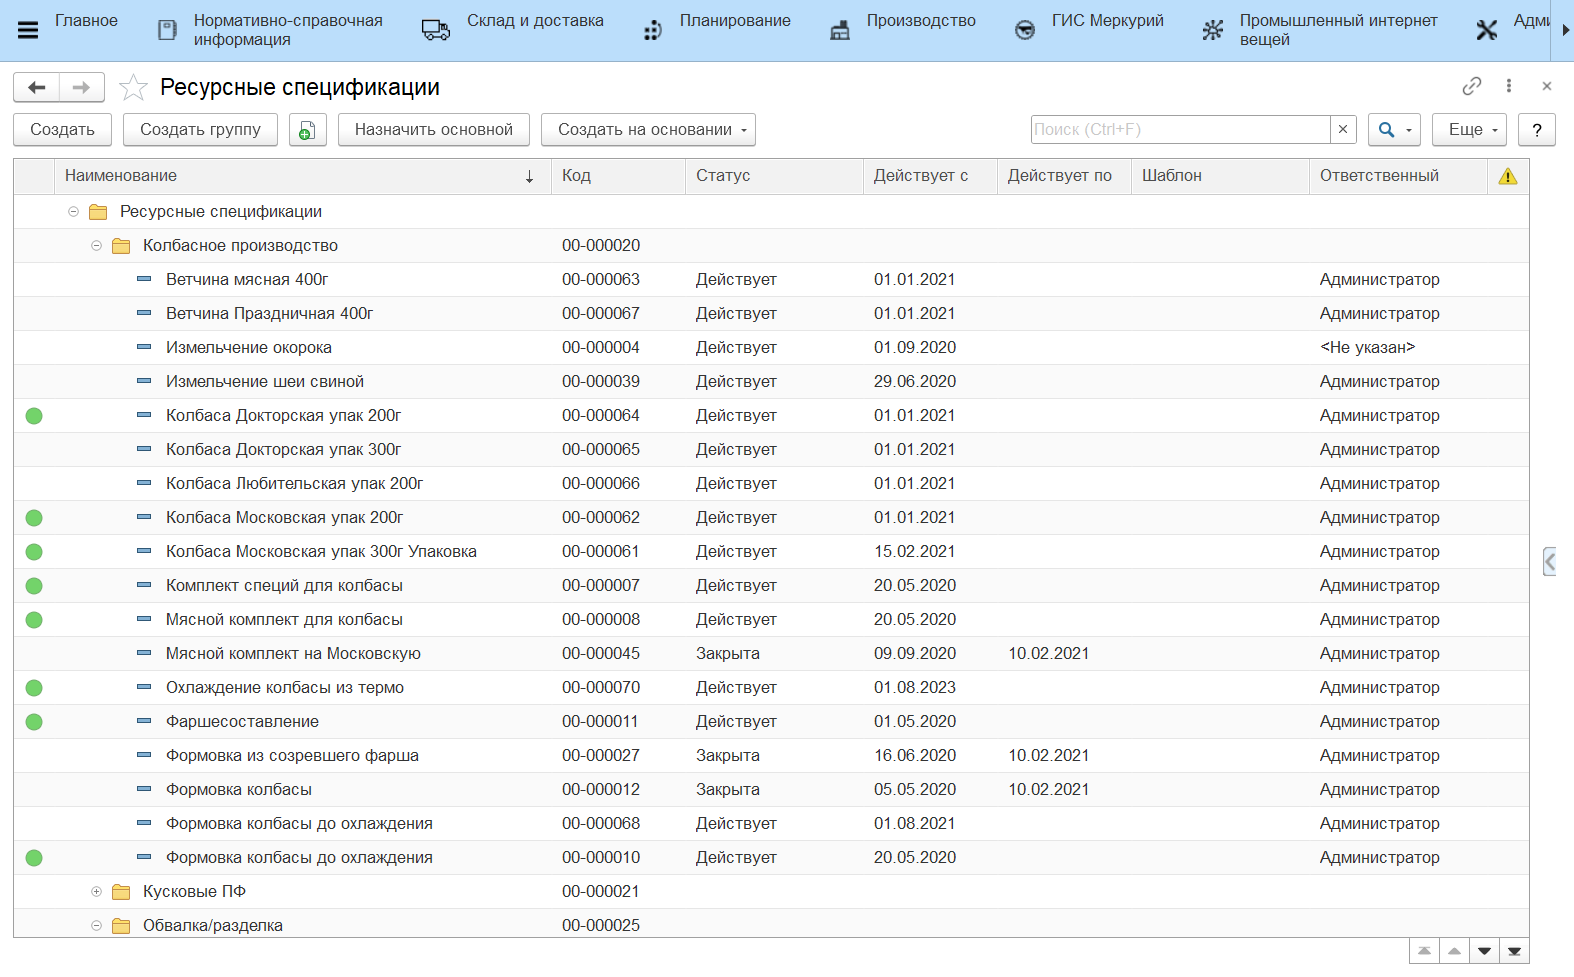 Главное
Нормативно-справочная
информация
Склад и доставка
Планирование
Производство
ГИС Меркурий
Промышленный интернет
вещей
Ресурсные спецификации
Создать
Создать группу
Назначить основной
Создать на основании
Поиск (Ctrl+F)
×
Еще
?
Наименование ↓ Код Статус Действует с Действует по Шаблон Ответственный
Ресурсные спецификации
Колбасное производство 00-000020
Ветчина мясная 400г 00-000063 Действует 01.01.2021 Администратор
Ветчина Праздничная 400г 00-000067 Действует 01.01.2021 Администратор
Измельчение окорока 00-000004 Действует 01.09.2020 <Не указан>
Измельчение шеи свиной 00-000039 Действует 29.06.2020 Администратор
Колбаса Докторская упак 200г 00-000064 Действует 01.01.2021 Администратор
Колбаса Докторская упак 300г 00-000065 Действует 01.01.2021 Администратор
Колбаса Любительская упак 200г 00-000066 Действует 01.01.2021 Администратор
Колбаса Московская упак 200г 00-000062 Действует 01.01.2021 Администратор
Колбаса Московская упак 300г Упаковка 00-000061 Действует 15.02.2021 Администратор
Комплект специй для колбасы 00-000007 Действует 20.05.2020 Администратор
Мясной комплект для колбасы 00-000008 Действует 20.05.2020 Администратор
Мясной комплект на Московскую 00-000045 Закрыта 09.09.2020 10.02.2021 Администратор
Охлаждение колбасы из термо 00-000070 Действует 01.08.2023 Администратор
Фаршесоставление 00-000011 Действует 01.05.2020 Администратор
Формовка из созревшего фарша 00-000027 Закрыта 16.06.2020 10.02.2021 Администратор
Формовка колбасы 00-000012 Закрыта 05.05.2020 10.02.2021 Администратор
Формовка колбасы до охлаждения 00-000068 Действует 01.08.2021 Администратор
Формовка колбасы до охлаждения 00-000010 Действует 20.05.2020 Администратор
Кусковые ПФ 00-000021
Обвалка/разделка 00-000025